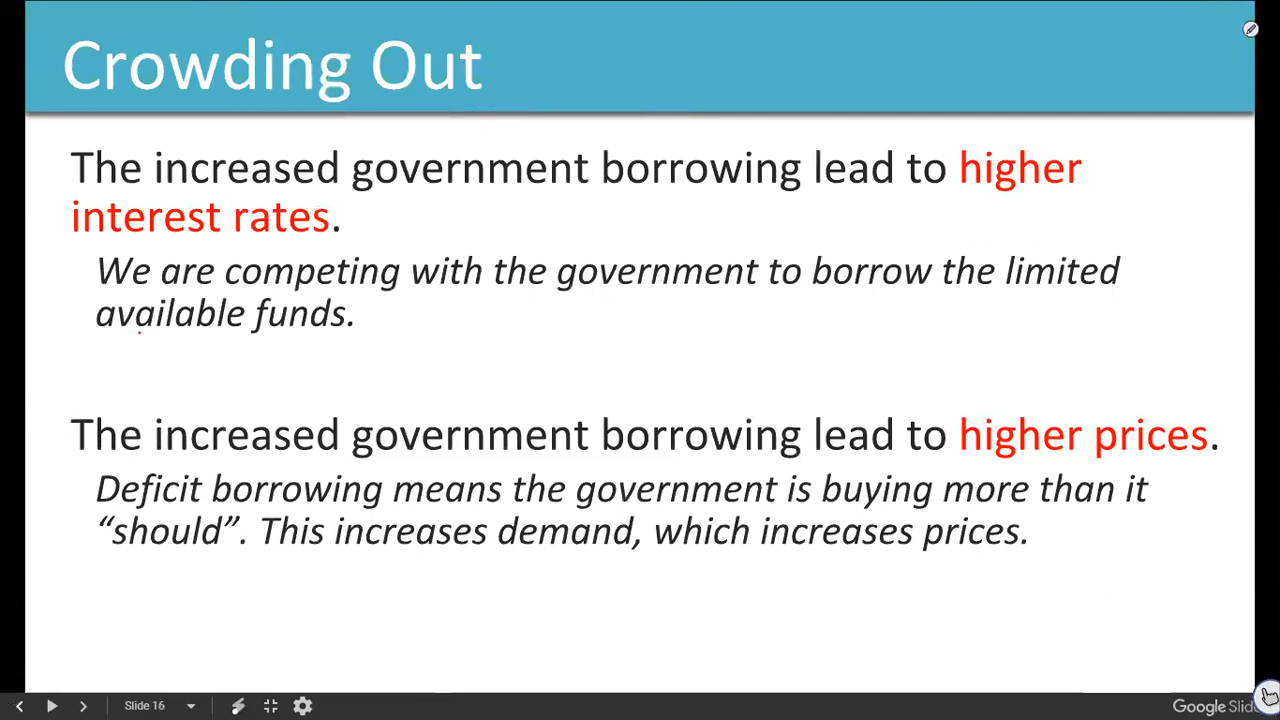 Crowding Out
The increased government borrowing lead to higher
interest rates.
We are competing with the government to borrow the limited
available funds.
The increased government borrowing lead to higher prices.
Deficit borrowing means the government is buying more than it
“should”. This increases demand, which increases prices.
Slide 16
Google Slid